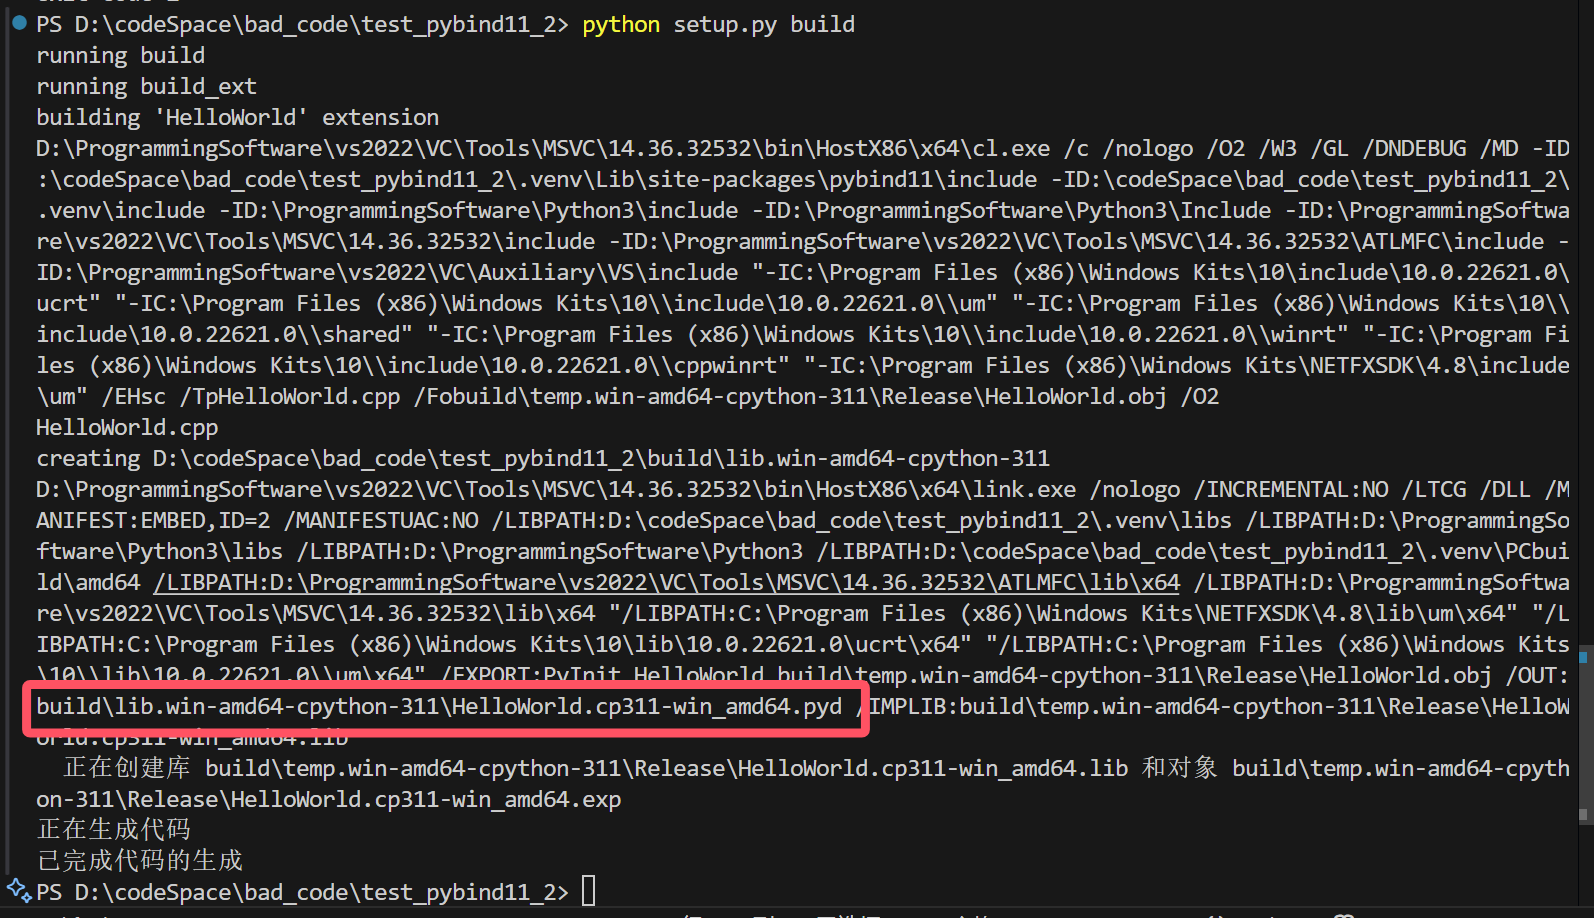 PS D:\codeSpace\bad_code\test_pybind11_2> python setup.py build
running build
running build_ext
building 'HelloWorld' extension
D:\ProgrammingSoftware\vs2022\VC\Tools\MSVC\14.36.32532\bin\HostX86\x64\cl.exe /c /nologo /O2 /W3 /GL /DNDEBUG /MD -ID
:\codeSpace\bad_code\test_pybind11_2\.venv\Lib\site-packages\pybind11\include -ID:\codeSpace\bad_code\test_pybind11_2\
.venv\include -ID:\ProgrammingSoftware\Python3\include -ID:\ProgrammingSoftware\Python3\Include -ID:\ProgrammingSoftwa
re\vs2022\VC\Tools\MSVC\14.36.32532\include -ID:\ProgrammingSoftware\vs2022\VC\Tools\MSVC\14.36.32532\ATLMFC\include -
ID:\ProgrammingSoftware\vs2022\VC\Auxiliary\VS\include "-IC:\Program Files (x86)\Windows Kits\10\include\10.0.22621.0\
ucrt" "-IC:\Program Files (x86)\Windows Kits\10\\include\10.0.22621.0\\um" "-IC:\Program Files (x86)\Windows Kits\10\\
include\10.0.22621.0\\shared" "-IC:\Program Files (x86)\Windows Kits\10\\include\10.0.22621.0\\winrt" "-IC:\Program Fi
les (x86)\Windows Kits\10\\include\10.0.22621.0\\cppwinrt" "-IC:\Program Files (x86)\Windows Kits\NETFXSDK\4.8\include
\um" /EHsc /TpHelloWorld.cpp /Fobuild\temp.win-amd64-cpython-311\Release\HelloWorld.obj /O2
HelloWorld.cpp
creating D:\codeSpace\bad_code\test_pybind11_2\build\lib.win-amd64-cpython-311
D:\ProgrammingSoftware\vs2022\VC\Tools\MSVC\14.36.32532\bin\HostX86\x64\link.exe /nologo /INCREMENTAL:NO /LTCG /DLL /M
ANIFEST:EMBED,ID=2 /MANIFESTUAC:NO /LIBPATH:D:\codeSpace\bad_code\test_pybind11_2\.venv\libs /LIBPATH:D:\ProgrammingSo
ftware\Python3\libs /LIBPATH:D:\ProgrammingSoftware\Python3 /LIBPATH:D:\codeSpace\bad_code\test_pybind11_2\.venv\PCbui
ld\amd64 /LIBPATH:D:\ProgrammingSoftware\vs2022\VC\Tools\MSVC\14.36.32532\ATLMFC\lib\x64 /LIBPATH:D:\ProgrammingSoftwa
re\vs2022\VC\Tools\MSVC\14.36.32532\lib\x64 "/LIBPATH:C:\Program Files (x86)\Windows Kits\NETFXSDK\4.8\lib\um\x64" "/L
IBPATH:C:\Program Files (x86)\Windows Kits\10\lib\10.0.22621.0\ucrt\x64" "/LIBPATH:C:\Program Files (x86)\Windows Kits
\10\\lib\10.0.22621.0\\um\x64" /EXPORT:PyInit_HelloWorld build\temp.win-amd64-cpython-311\Release\HelloWorld.obj /OUT:
build\lib.win-amd64-cpython-311\HelloWorld.cp311-win_amd64.pyd /IMPLIB:build\temp.win-amd64-cpython-311\Release\HelloW
orld.cp311-win_amd64.lib
正在创建库 build\temp.win-amd64-cpython-311\Release\HelloWorld.cp311-win_amd64.lib 和对象 build\temp.win-amd64-cpyth
on-311\Release\HelloWorld.cp311-win_amd64.exp
正在生成代码
已完成代码的生成
PS D:\codeSpace\bad_code\test_pybind11_2>